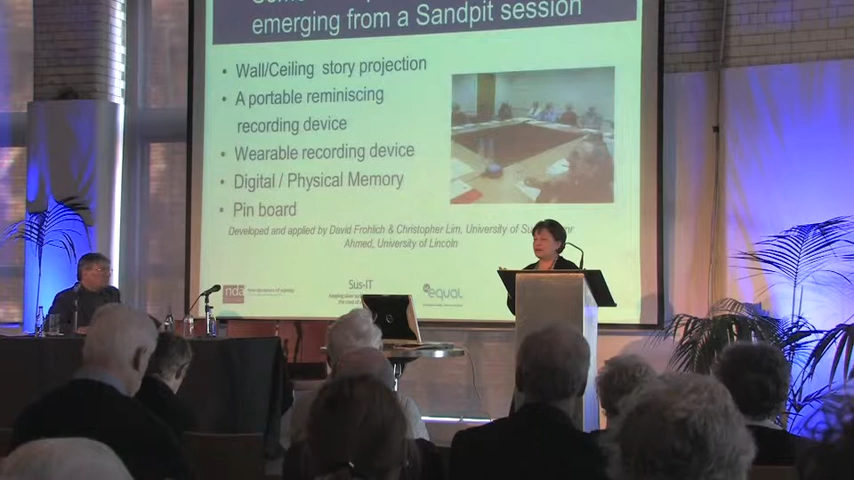 emerging from a Sandpit session
• Wall/Ceiling story projection
• A portable reminiscing
recording device
• Wearable recording device
• Digital / Physical Memory
• Pin board
Developed and applied by David Frohlich & Christopher Lim, University of
Ahmed, University of Lincoln
nda
Sus-IT
equal